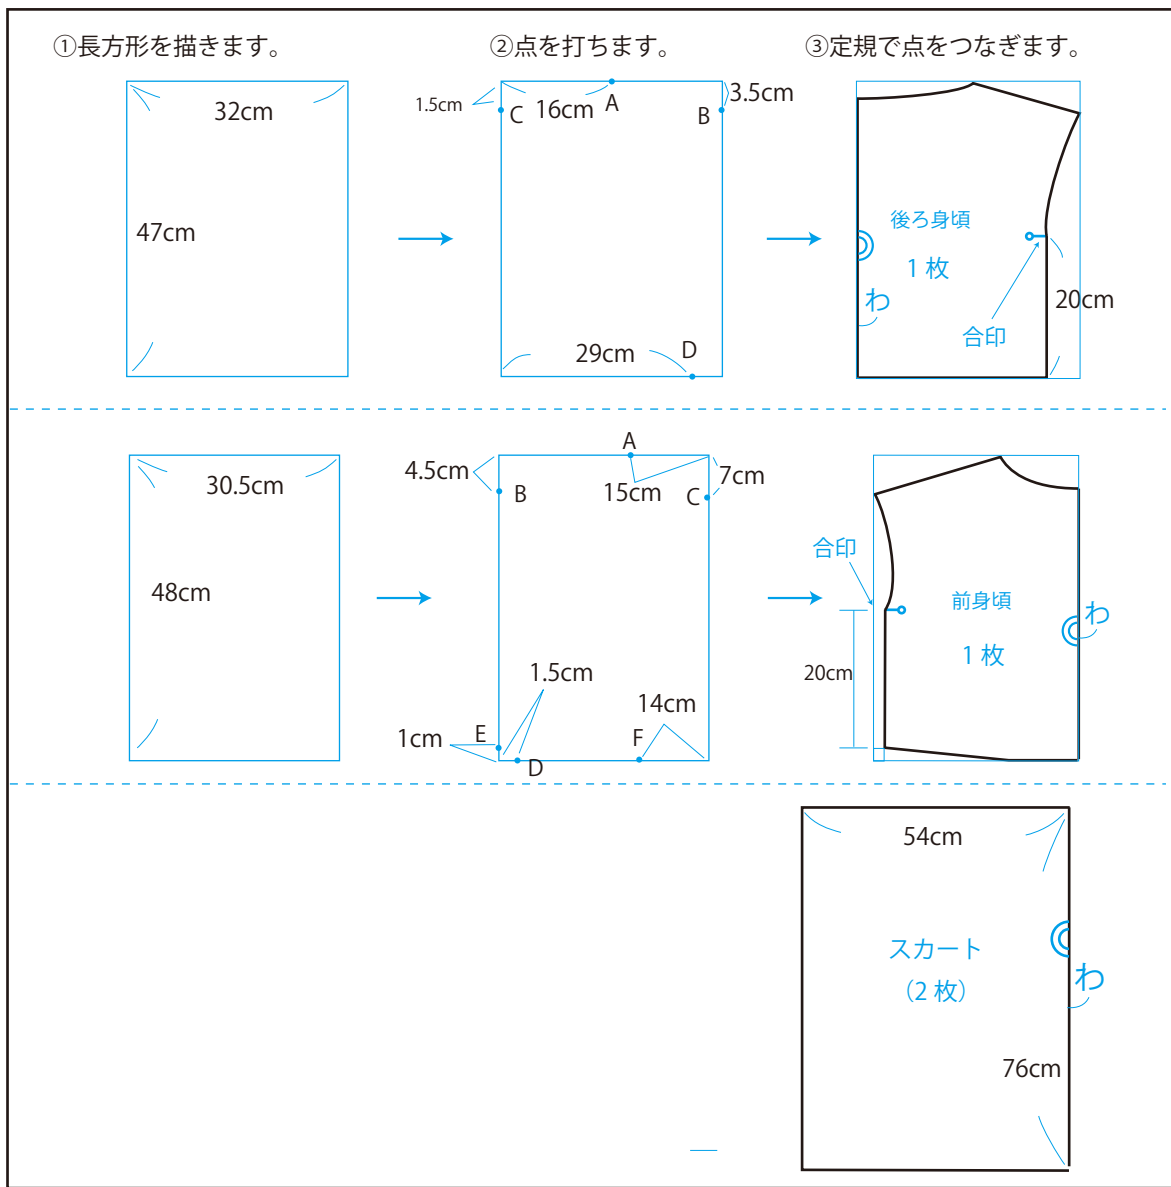 ①長方形を描きます。
②点を打ちます。
③定規で点をつなぎます。
32cm
47cm
1.5cm
C
16cm
A
3.5cm
B
29cm
D
後ろ身頃
1 枚
わ
合印
20cm
30.5cm
48cm
4.5cm
B
A
15cm
7cm
C
1.5cm
14cm
1cm
E
D
F
合印
前身頃
1 枚
わ
20cm
54cm
スカート
（2 枚）
わ
76cm